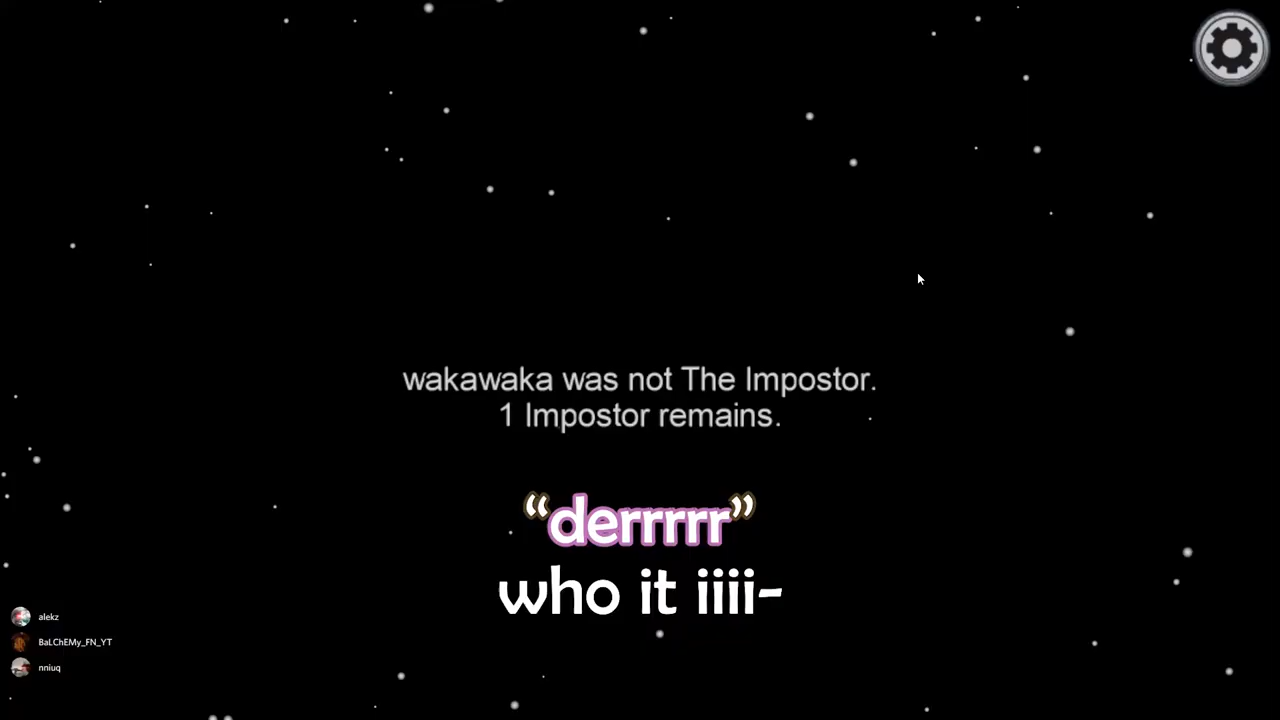 wakawaka was not The Impostor.
1 Impostor remains.
“derrrrr”
who it iiii-
alekz
BaLChEMy_FN_YT
nniuq